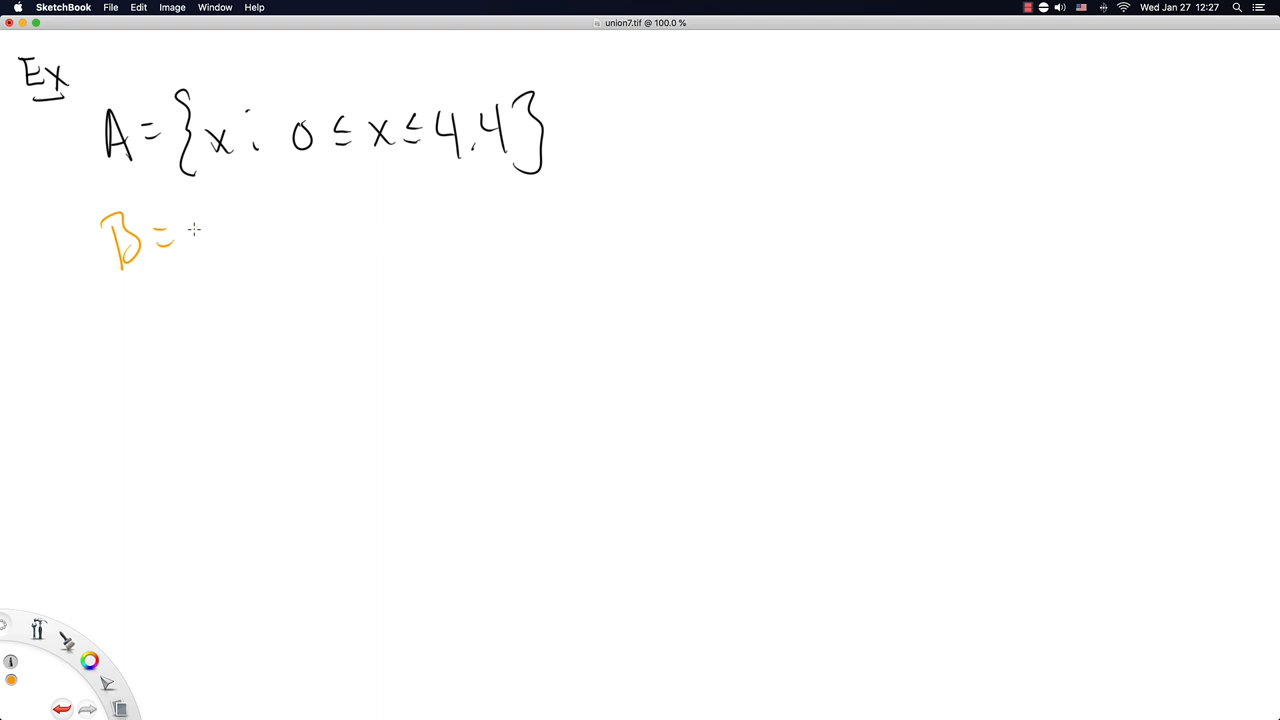 SketchBook File Edit Image Window Help Wed Jan 27 12:27
union7.tif @ 100.0 %
Ex
A = {x : 0 ≤ x ≤ 4.4}
B =